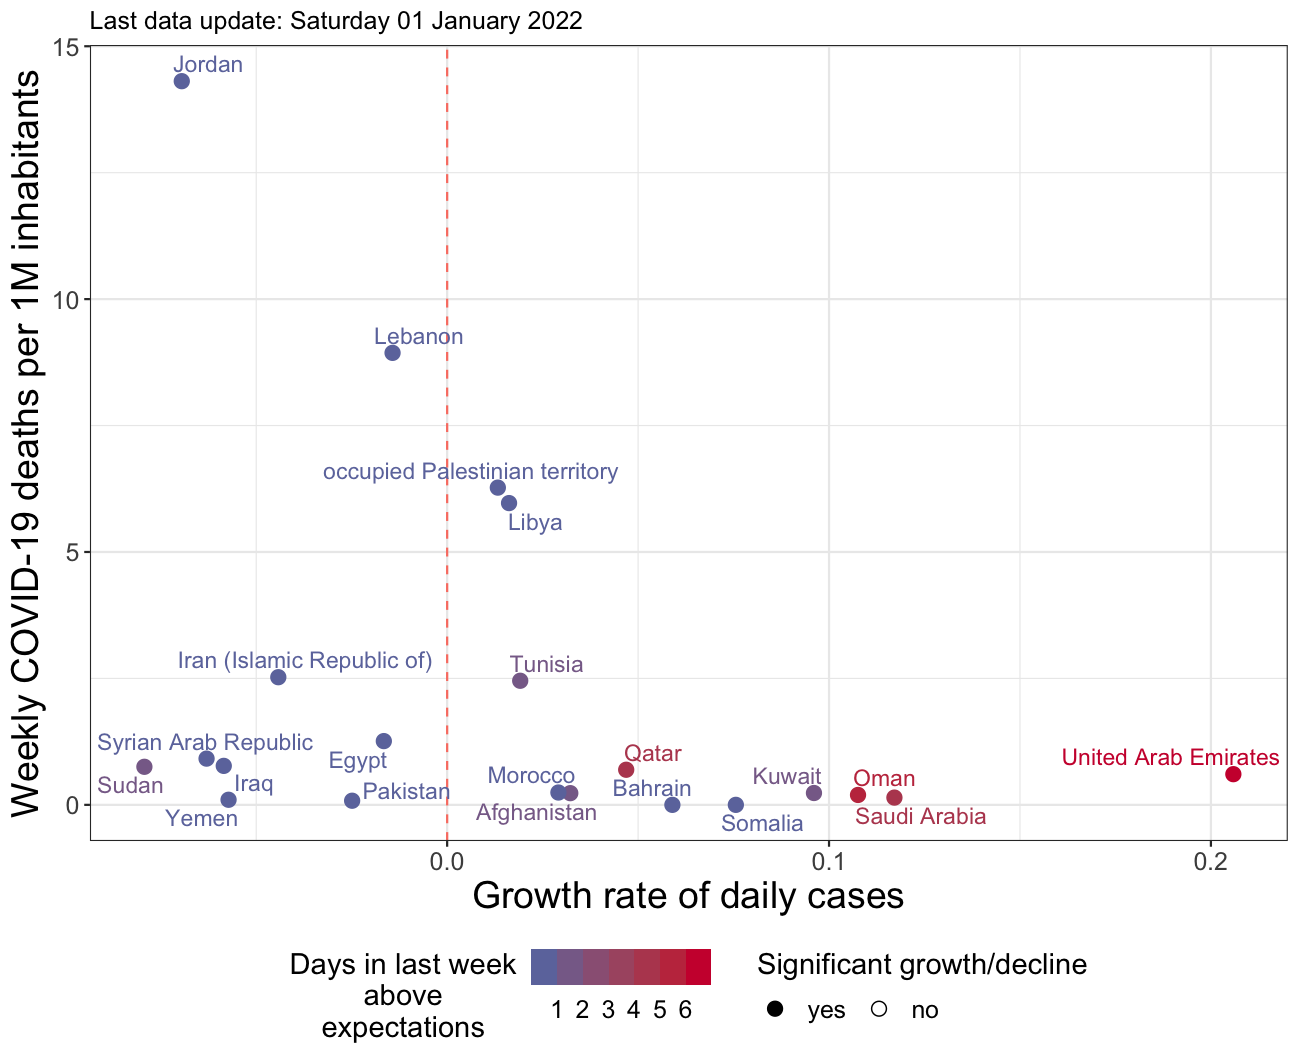 Last data update: Saturday 01 January 2022
Weekly COVID-19 deaths per 1M inhabitants
15
10
5
0
Jordan
Lebanon
occupied Palestinian territory
Libya
Iran (Islamic Republic of)
Tunisia
Syrian Arab Republic
Egypt
Qatar
United Arab Emirates
Sudan
Iraq
Pakistan
Morocco
Bahrain
Kuwait
Oman
Yemen
Afghanistan
Somalia
Saudi Arabia
0.0
0.1
0.2
Growth rate of daily cases
Days in last week
above
expectations
1 2 3 4 5 6
Significant growth/decline
yes no